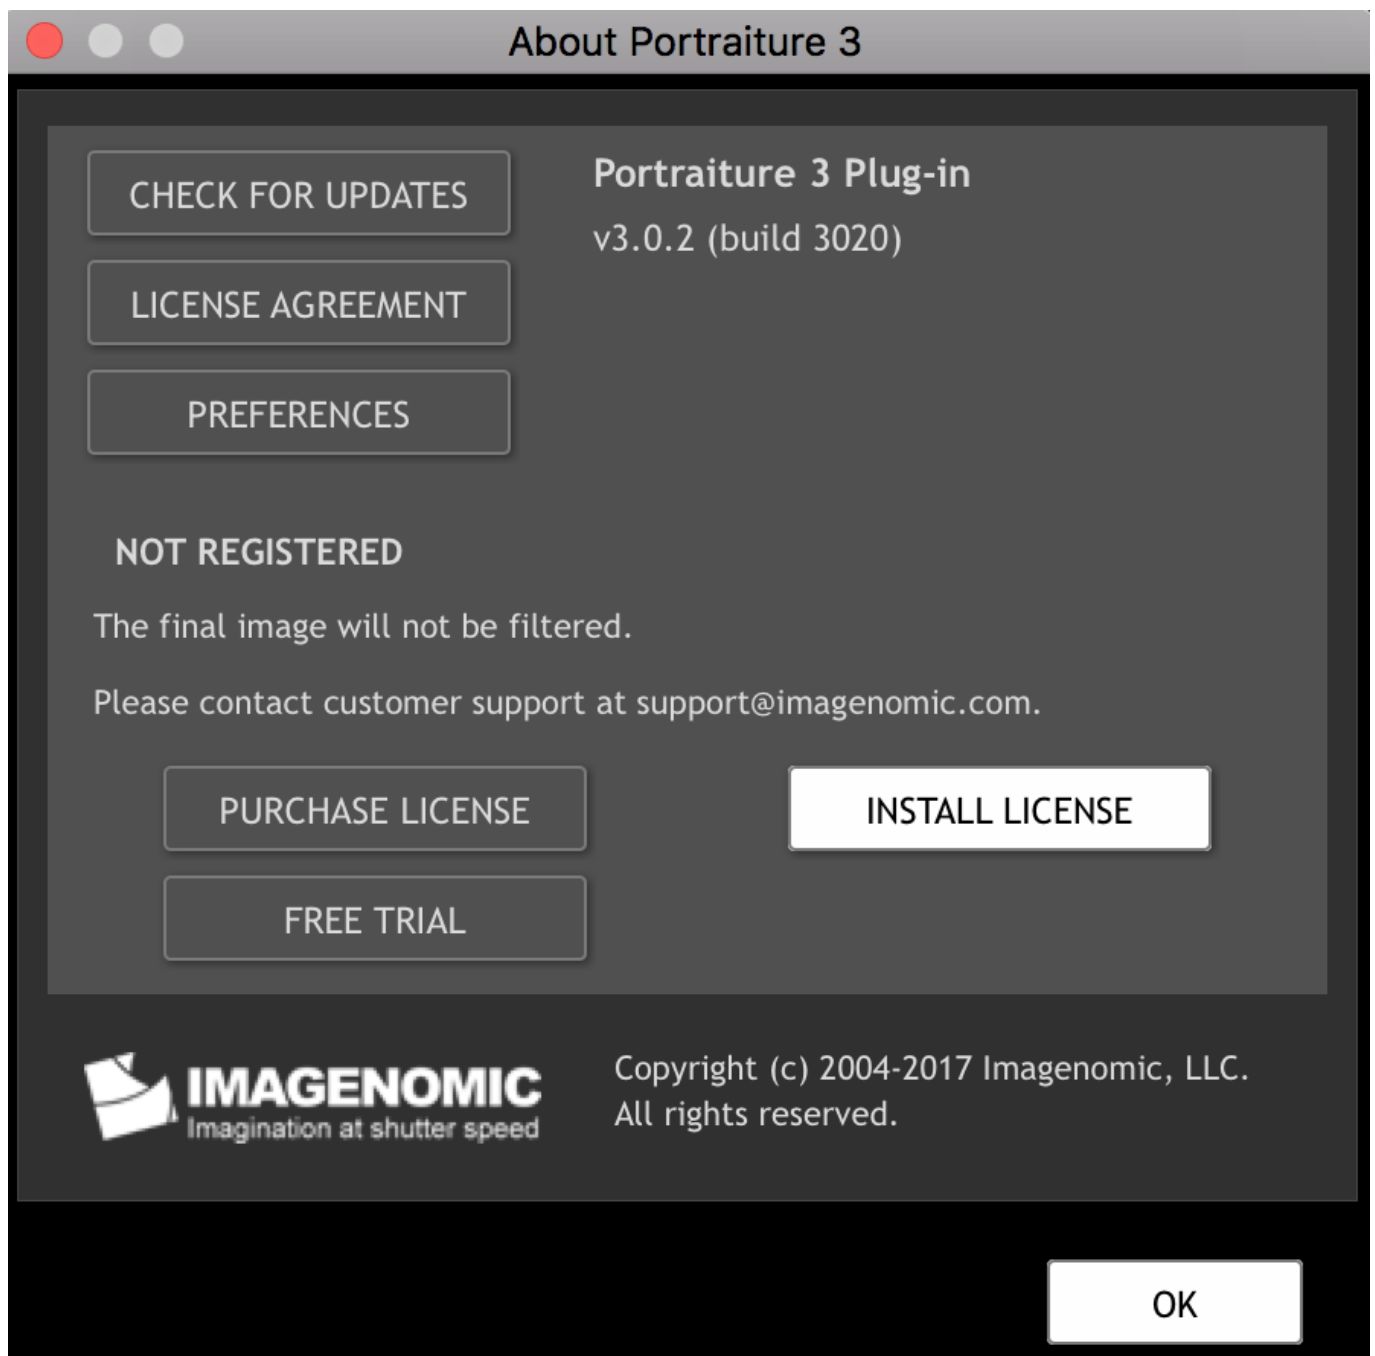 About Portraiture 3
CHECK FOR UPDATES
Portraiture 3 Plug-in
v3.0.2 (build 3020)
LICENSE AGREEMENT
PREFERENCES
NOT REGISTERED
The final image will not be filtered.
Please contact customer support at support@imagenomic.com.
PURCHASE LICENSE
INSTALL LICENSE
FREE TRIAL
IMAGENOMIC
Imagination at shutter speed
Copyright (c) 2004-2017 Imagenomic, LLC.
All rights reserved.
OK